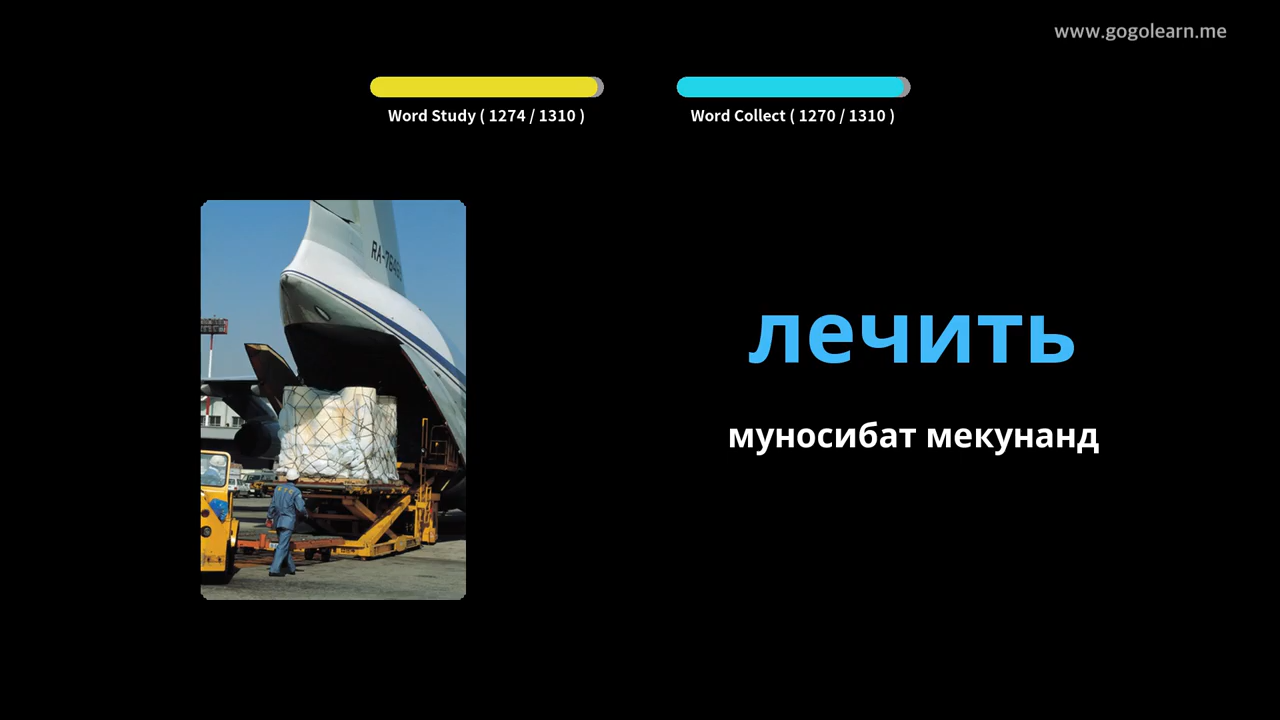 www.gogolearn.me
Word Study ( 1274 / 1310 )
Word Collect ( 1270 / 1310 )
лечить
муносибат мекунанд